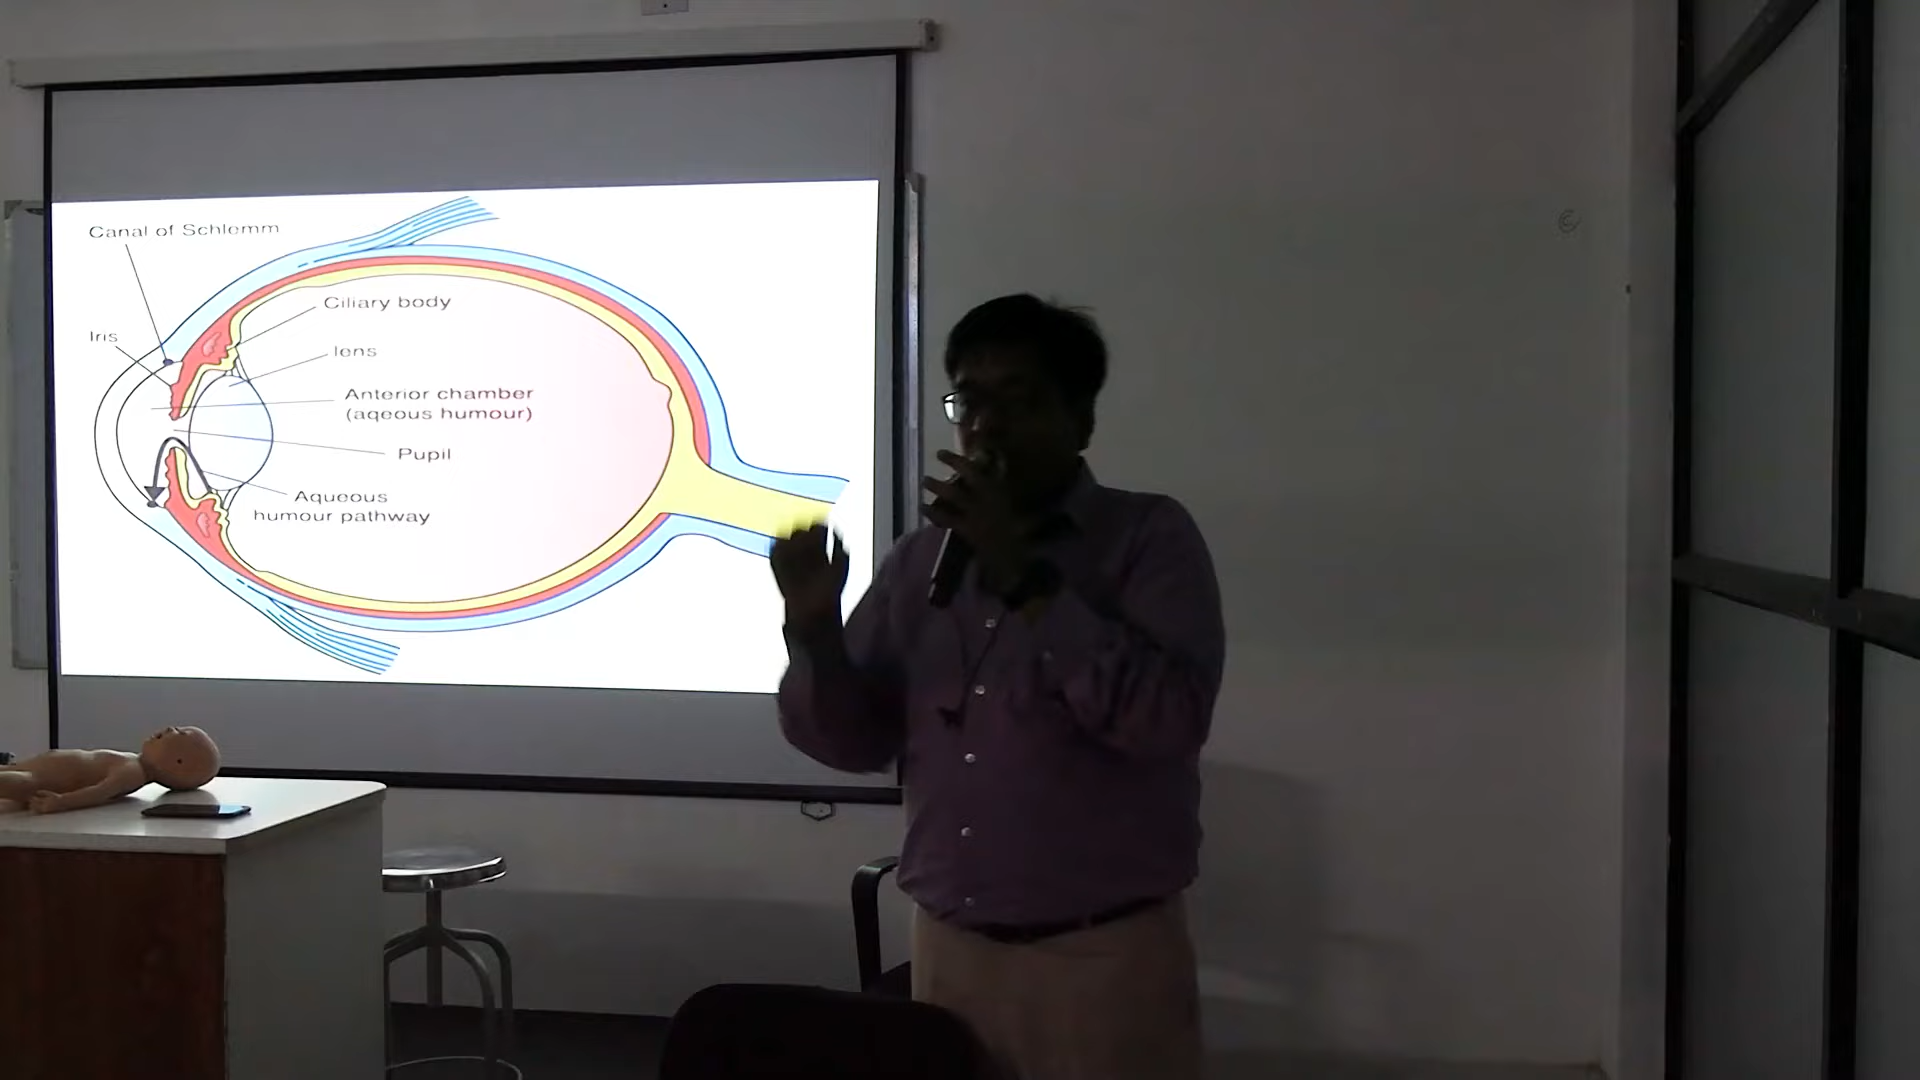 Canal of Schlemm
Ciliary body
Iris
lens
Anterior chamber
(aqeous humour)
Pupil
Aqueous
humour pathway